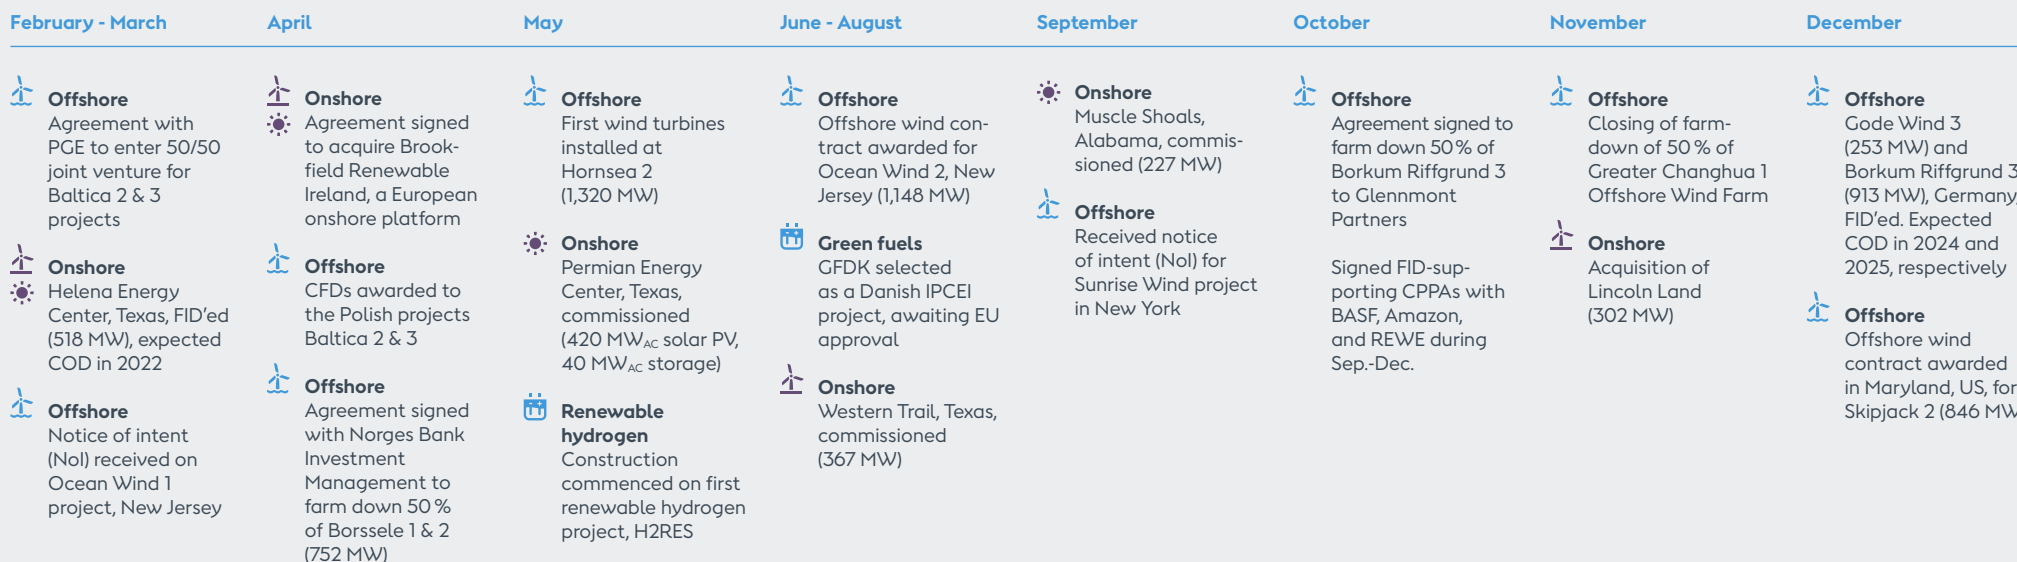 February - March
Offshore
Agreement with
PGE to enter 50/50
joint venture for
Baltica 2 & 3
projects
Onshore
Helena Energy
Center, Texas, FID'ed
(518 MW), expected
COD in 2022
Offshore
Notice of intent
(NoI) received on
Ocean Wind 1
project, New Jersey
April
Onshore
Agreement signed
to acquire Brook-
field Renewable
Ireland, a European
onshore platform
Offshore
CFDs awarded to
the Polish projects
Baltica 2 & 3
Offshore
Agreement signed
with Norges Bank
Investment
Management to
farm down 50 %
of Borssele 1 & 2
(752 MW)
May
Offshore
First wind turbines
installed at
Hornsea 2
(1,320 MW)
Onshore
Permian Energy
Center, Texas,
commissioned
(420 MWAC solar PV,
40 MWAC storage)
Renewable
hydrogen
Construction
commenced on first
renewable hydrogen
project, H2RES
June - August
Offshore
Offshore wind con-
tract awarded for
Ocean Wind 2, New
Jersey (1,148 MW)
Green fuels
GFDK selected
as a Danish IPCEI
project, awaiting EU
approval
Onshore
Western Trail, Texas,
commissioned
(367 MW)
September
Onshore
Muscle Shoals,
Alabama, commis-
sioned (227 MW)
Offshore
Received notice
of intent (NoI) for
Sunrise Wind project
in New York
October
Offshore
Agreement signed to
farm down 50 % of
Borkum Riffgrund 3
to Glennmont
Partners
Signed FID-sup-
porting CPPAs with
BASF, Amazon,
and REWE during
Sep.-Dec.
November
Offshore
Closing of farm-
down of 50 % of
Greater Changhua 1
Offshore Wind Farm
Onshore
Acquisition of
Lincoln Land
(302 MW)
December
Offshore
Gode Wind 3
(253 MW) and
Borkum Riffgrund 3
(913 MW), Germany,
FID'ed. Expected
COD in 2024 and
2025, respectively
Offshore
Offshore wind
contract awarded
in Maryland, US, for
Skipjack 2 (846 MW